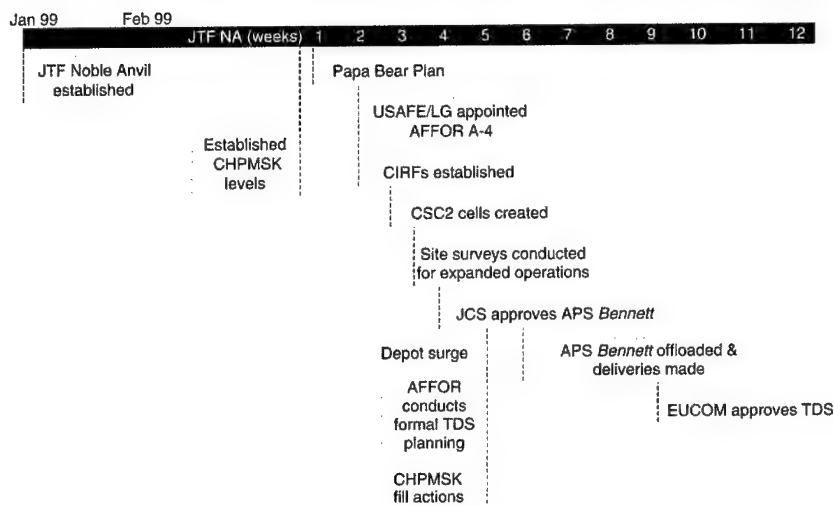 Jan 99 Feb 99
JTF NA (weeks) 1 2 3 4 5 6 7 8 9 10 11 12
JTF Noble Anvil
established
Papa Bear Plan
USAFE/LG appointed
AFFOR A-4
Established
CHPMSK
levels
CIRFs established
CSC2 cells created
Site surveys conducted
for expanded operations
JCS approves APS Bennett
Depot surge
APS Bennett offloaded &
deliveries made
AFFOR
conducts
formal TDS
planning
EUCOM approves TDS
CHPMSK
fill actions